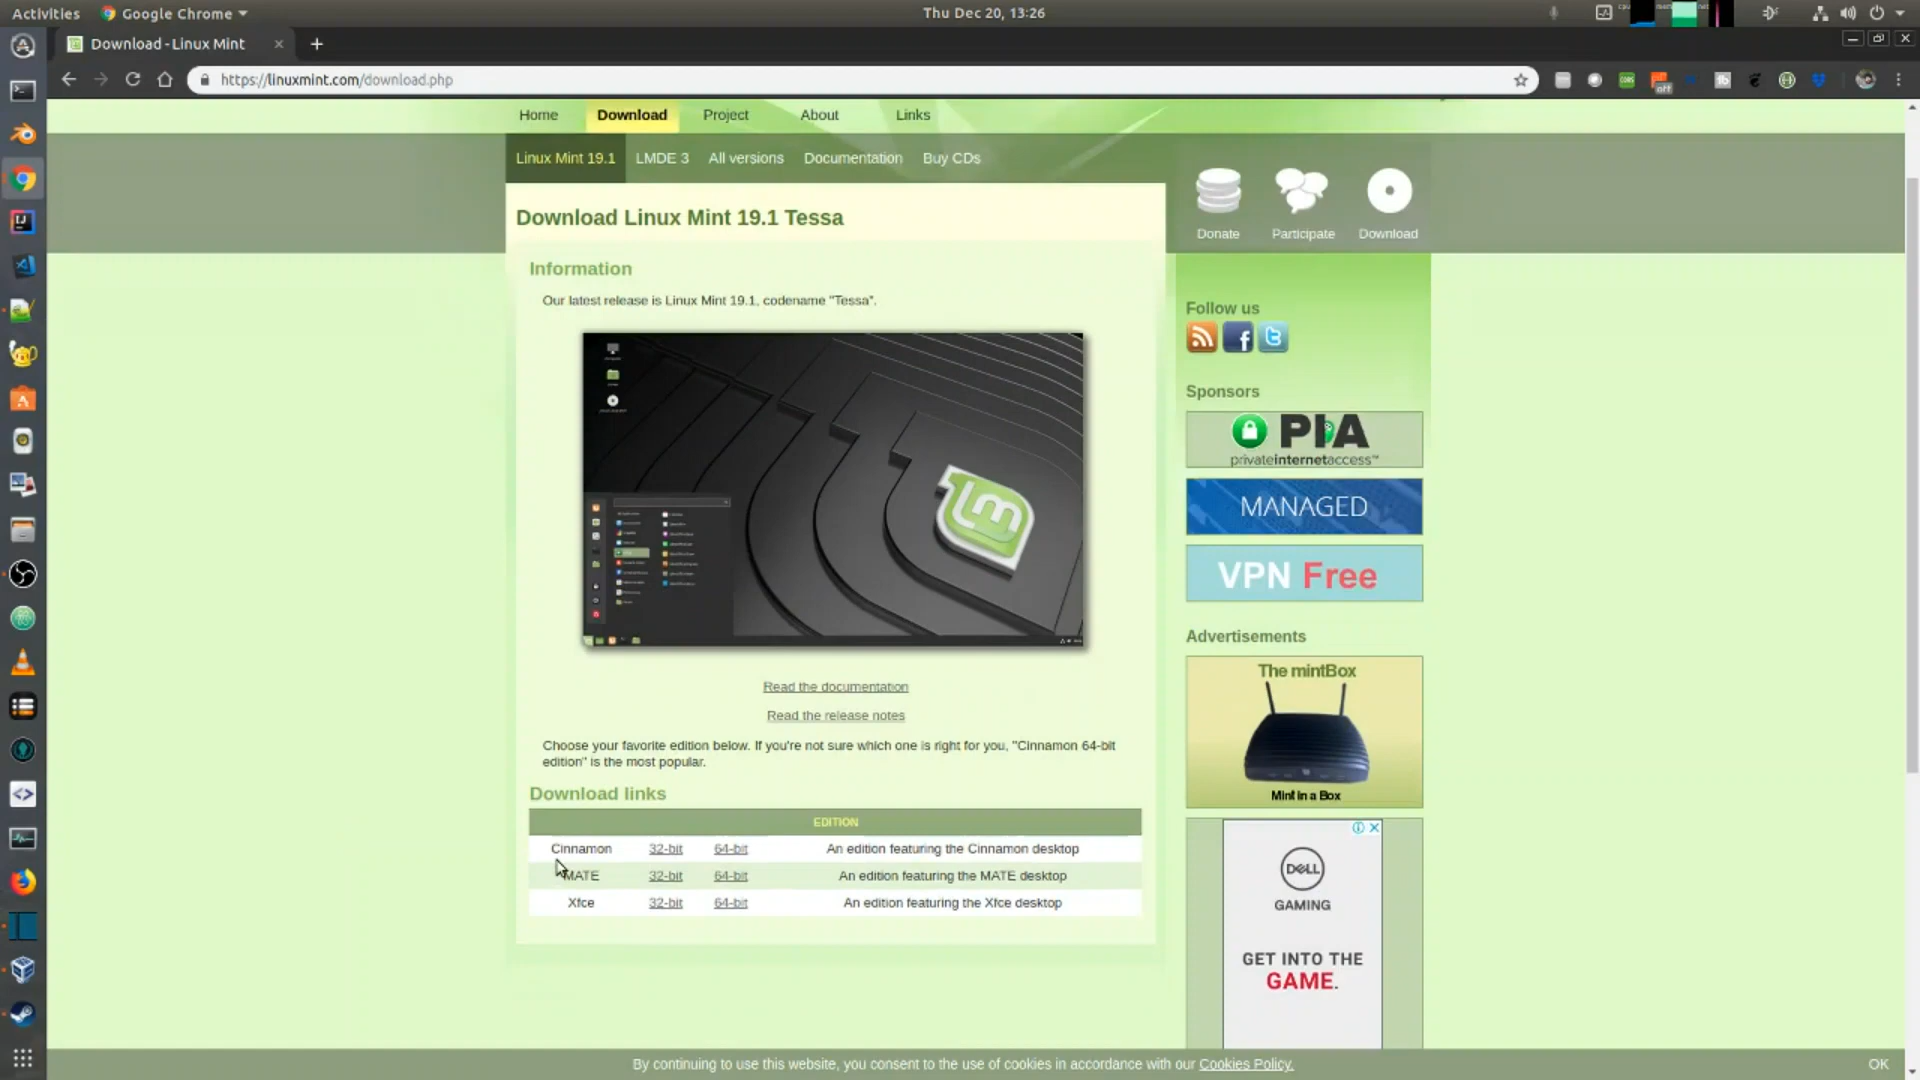 Activities
Google Chrome
Thu Dec 20, 13:26
Download - Linux Mint
https://linuxmint.com/download.php
off
Home
Download
Project
About
Links
Linux Mint 19.1
LMDE 3
All versions
Documentation
Buy CDs
Donate
Participate
Download
Download Linux Mint 19.1 Tessa
Information
Our latest release is Linux Mint 19.1, codename "Tessa".
Read the documentation
Read the release notes
Choose your favorite edition below. If you're not sure which one is right for you, "Cinnamon 64-bit
edition" is the most popular.
Download links
EDITION
Cinnamon 32-bit 64-bit An edition featuring the Cinnamon desktop
MATE 32-bit 64-bit An edition featuring the MATE desktop
Xfce 32-bit 64-bit An edition featuring the Xfce desktop
Follow us
Sponsors
PIA
privateinternetaccess™
MANAGED
VPN Free
Advertisements
The mintBox
Mint in a Box
DELL
GAMING
GET INTO THE
GAME.
By continuing to use this website, you consent to the use of cookies in accordance with our Cookies Policy.
OK